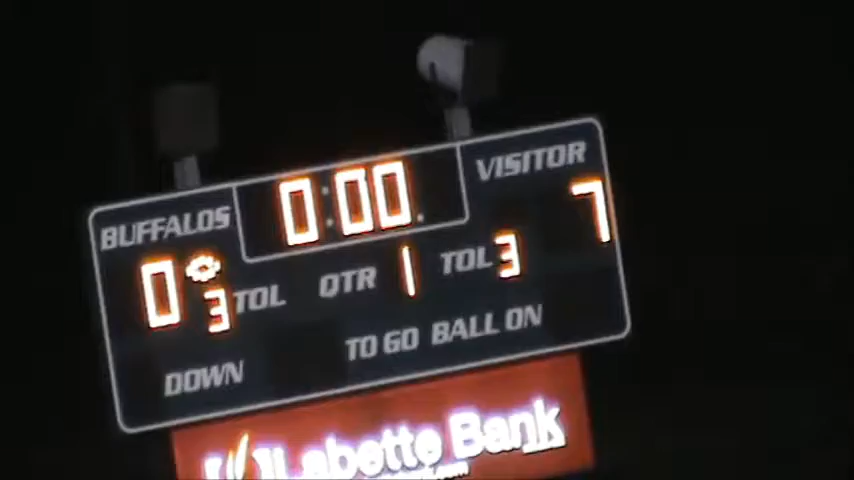 0:00.
BUFFALOS VISITOR
0 7
3 TOL QTR 1 TOL 3
DOWN TO GO BALL ON
Labette Bank